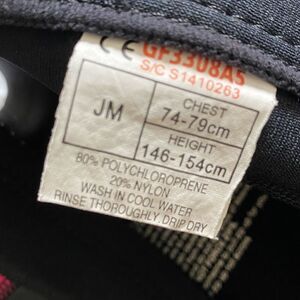 CE GF3308A5
S/C S1410263
JM
CHEST
74-79cm
HEIGHT
146-154cm
80% POLYCHLOROPRENE
20% NYLON
WASH IN COOL WATER
RINSE THOROUGHLY. DRIP DRY